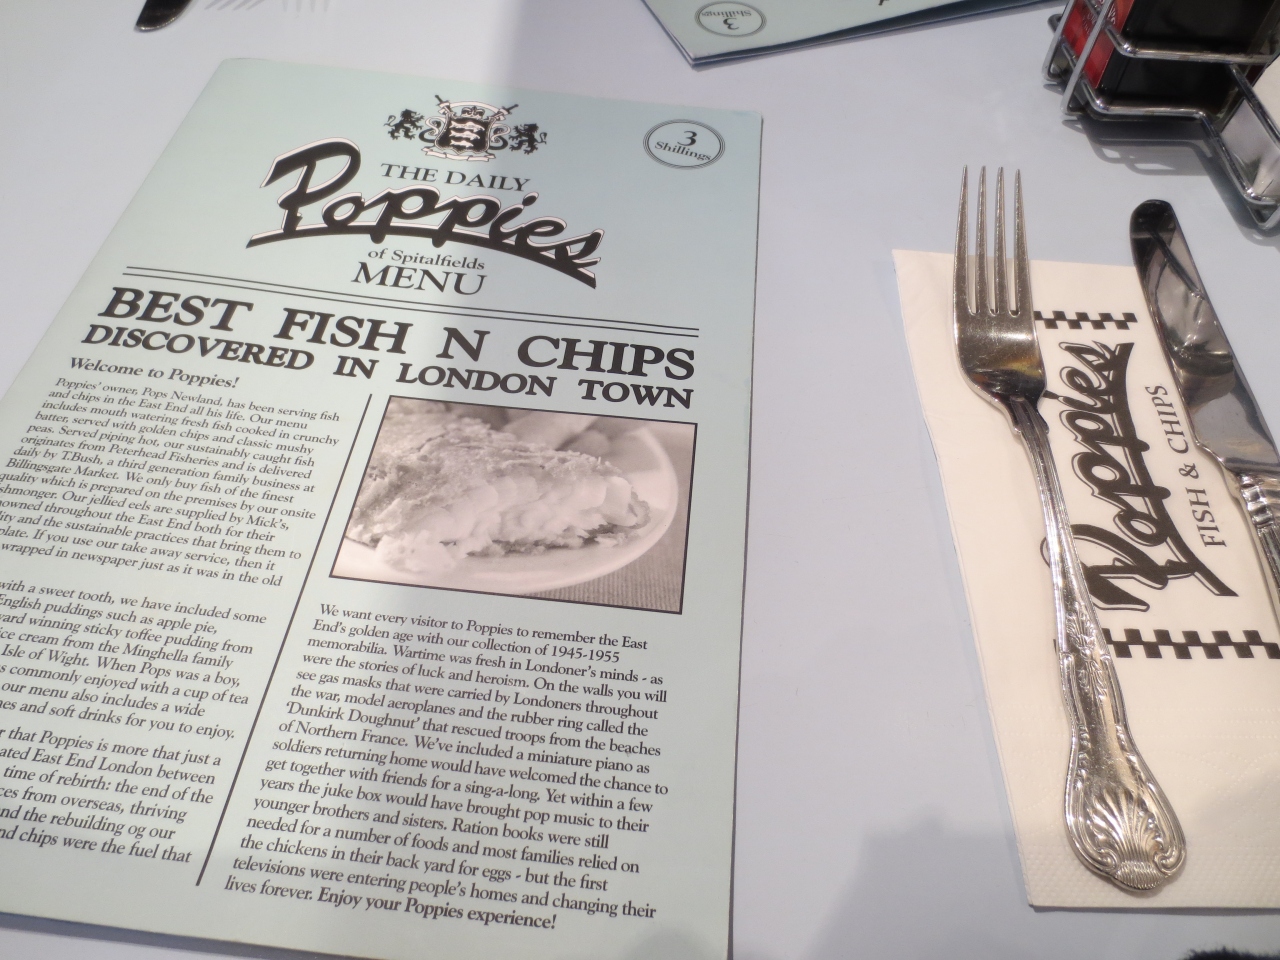 3
Shillings
THE DAILY
Poppies
of Spitalfields
MENU
3
Shillings
BEST FISH N CHIPS
DISCOVERED IN LONDON TOWN
Welcome to Poppies!
Poppies' owner, Pops Newland, has been serving fish
and chips in the East End all his life. Our menu
includes mouth watering fresh fish cooked in crunchy
batter, served with golden chips and classic mushy
peas. Served piping hot, our sustainably caught fish
originates from Peterhead Fisheries and is delivered
daily by T.Bush, a third generation family business at
Billingsgate Market. We only buy fish of the finest
quality which is prepared on the premises by our onsite
shmonger. Our jellied eels are supplied by Mick's,
owned throughout the East End both for their
lity and the sustainable practices that bring them to
plate. If you use our take away service, then it
wrapped in newspaper just as it was in the old
with a sweet tooth, we have included some
English puddings such as apple pie,
ard winning sticky toffee pudding from
ice cream from the Minghella family
Isle of Wight. When Pops was a boy,
s commonly enjoyed with a cup of tea
our menu also includes a wide
nes and soft drinks for you to enjoy.
r that Poppies is more that just a
ated East End London between
time of rebirth: the end of the
ces from overseas, thriving
nd the rebuilding og our
nd chips were the fuel that
We want every visitor to Poppies to remember the East
End's golden age with our collection of 1945-1955
memorabilia. Wartime was fresh in Londoner's minds - as
were the stories of luck and heroism. On the walls you will
see gas masks that were carried by Londoners throughout
the war, model aeroplanes and the rubber ring called the
'Dunkirk Doughnut' that rescued troops from the beaches
of Northern France. We've included a miniature piano as
soldiers returning home would have welcomed the chance to
get together with friends for a sing-a-long. Yet within a few
years the juke box would have brought pop music to their
younger brothers and sisters. Ration books were still
needed for a number of foods and most families relied on
the chickens in their back yard for eggs - but the first
televisions were entering people's homes and changing their
lives forever. Enjoy your Poppies experience!
Poppies
FISH & CHIPS